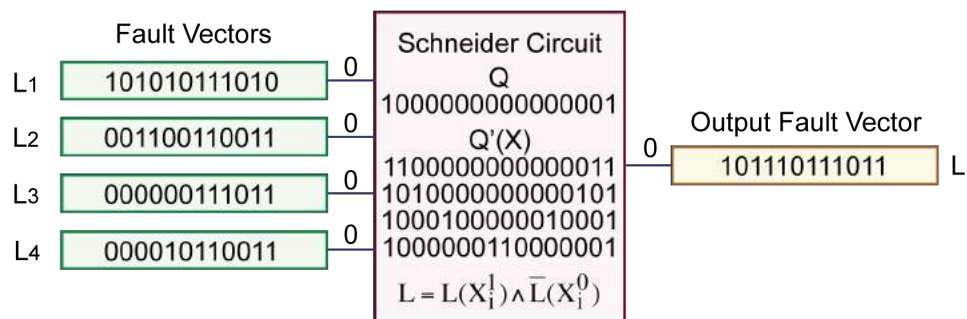 Fault Vectors
L1 101010111010 0
L2 001100110011 0
L3 000000111011 0
L4 000010110011 0
Schneider Circuit
Q
1000000000000001
Q'(X)
1100000000000011
1010000000000101
1000100000010001
1000000110000001
L = L(X_i^1) ∧ L̅(X_i^0)
Output Fault Vector
0 101110111011 L